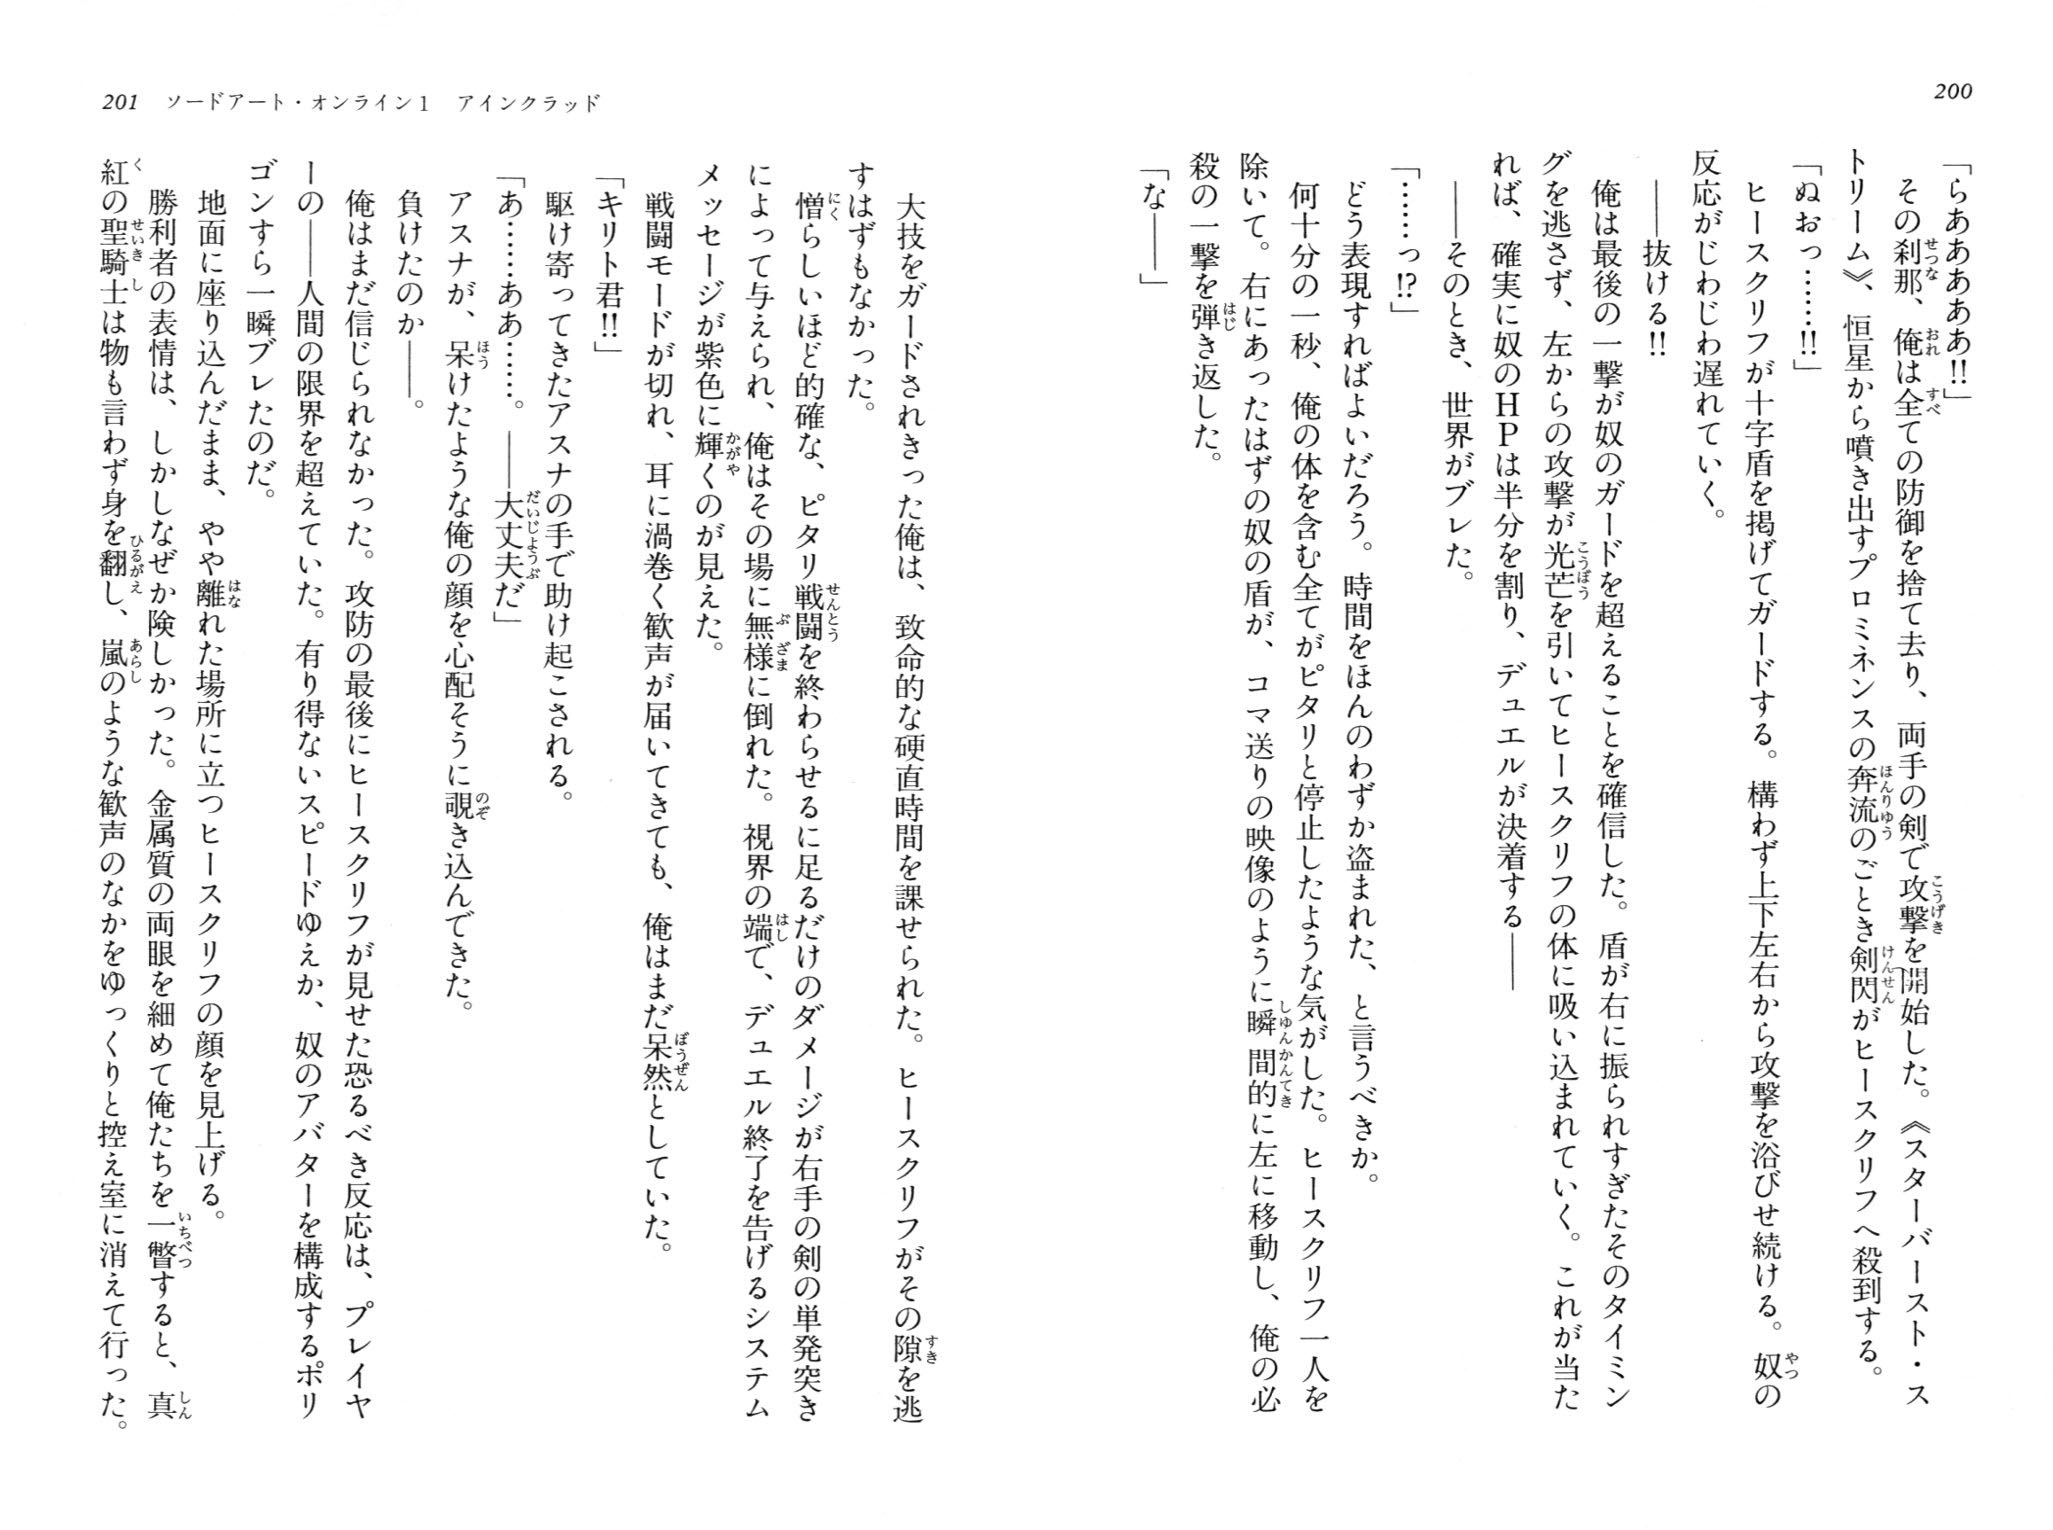 200
「らああああ!!」
その刹那、俺は全ての防御を捨て去り、両手の剣で攻撃を開始した。《スターバースト・ス
トリーム》、恒星から噴き出すプロミネンスの奔流のごとき剣閃がヒースクリフへ殺到する。
「ぬおっ……!!」
ヒースクリフが十字盾を掲げてガードする。構わず上下左右から攻撃を浴びせ続ける。奴の
反応がじわじわ遅れていく。
――抜ける!!
俺は最後の一撃が奴のガードを超えることを確信した。盾が右に振られすぎたそのタイミン
グを逃さず、左からの攻撃が光芒を引いてヒースクリフの体に吸い込まれていく。これが当た
れば、確実に奴のHPは半分を割り、デュエルが決着する――
――そのとき、世界がブレた。
「……っ!?」
どう表現すればよいだろう。時間をほんのわずか盗まれた、と言うべきか。
何十分の一秒、俺の体を含む全てがピタリと停止したような気がした。ヒースクリフ一人を
除いて。右にあったはずの奴の盾が、コマ送りの映像のように瞬間的に左に移動し、俺の必
殺の一撃を弾き返した。
「な――」
201 ソードアート・オンライン1 アインクラッド
大技をガードされきった俺は、致命的な硬直時間を課せられた。ヒースクリフがその隙を逃
すはずもなかった。
憎らしいほど的確な、ピタリ戦闘を終わらせるに足るだけのダメージが右手の剣の単発突き
によって与えられ、俺はその場に無様に倒れた。視界の端で、デュエル終了を告げるシステム
メッセージが紫色に輝くのが見えた。
戦闘モードが切れ、耳に渦巻く歓声が届いてきても、俺はまだ呆然としていた。
「キリト君!!」
駆け寄ってきたアスナの手で助け起こされる。
「あ……ああ……。――大丈夫だ」
アスナが、呆けたような俺の顔を心配そうに覗き込んできた。
負けたのか――。
俺はまだ信じられなかった。攻防の最後にヒースクリフが見せた恐るべき反応は、プレイヤ
ーの――人間の限界を超えていた。有り得ないスピードゆえか、奴のアバターを構成するポリ
ゴンすら一瞬ブレたのだ。
地面に座り込んだまま、やや離れた場所に立つヒースクリフの顔を見上げる。
勝利者の表情は、しかしなぜか険しかった。金属質の両眼を細めて俺たちを一瞥すると、真
紅の聖騎士は物も言わず身を翻し、嵐のような歓声のなかをゆっくりと控え室に消えて行った。